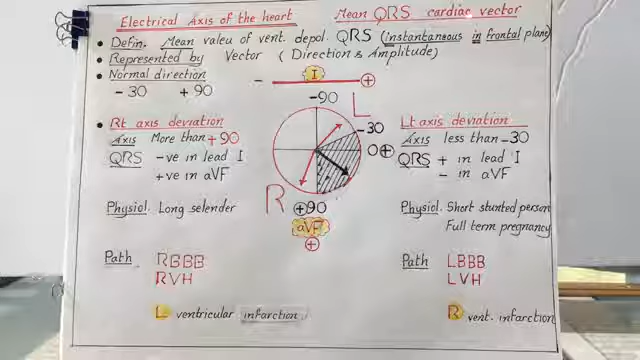 Electrical Axis of the heart
Mean QRS cardiac vector
• Defin. Mean valeu of vent. depol. QRS (instantaneous in frontal plane)
• Represented by Vector (Direction & Amplitude)
• Normal direction
- 30 + 90
- I +
-90
L
-30
0 +
R
+90
aVF
+
• Rt axis deviation
Axis More than +90
QRS -ve in lead I
+ve in aVF
Physiol. Long selender
Path RBBB
RVH
L ventricular infarction.
Lt axis deviation
Axis less than -30
QRS + in lead I
- in aVF
Physiol. Short stunted person
Full term pregnancy
Path LBBB
LVH
R vent. infarction